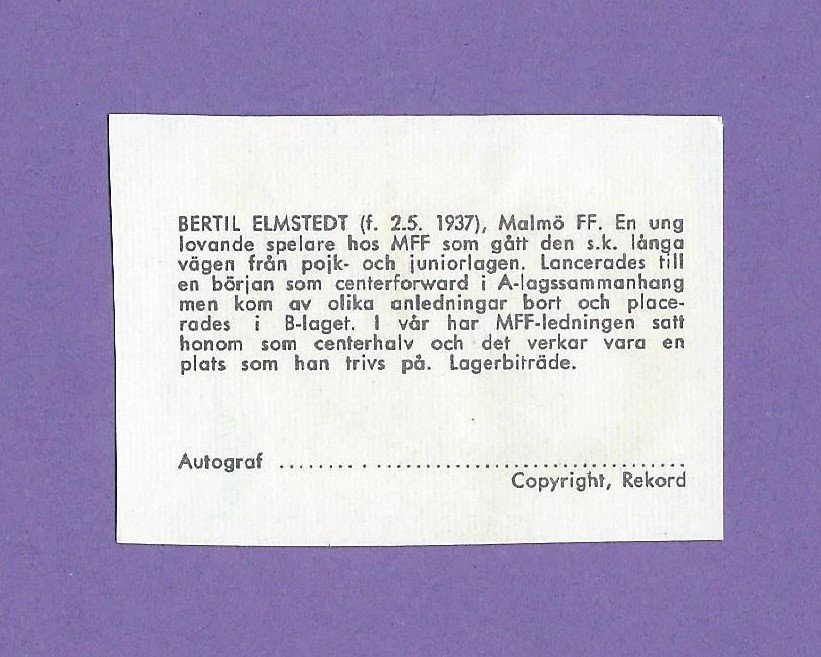 BERTIL ELMSTEDT (f. 2.5. 1937), Malmö FF. En ung
lovande spelare hos MFF som gått den s.k. långa
vägen från pojk- och juniorlagen. Lancerades till
en början som centerforward i A-lagssammanhang
men kom av olika anledningar bort och place-
rades i B-laget. I vår har MFF-ledningen satt
honom som centerhalv och det verkar vara en
plats som han trivs på. Lagerbiträde.
Autograf ........................................
Copyright, Rekord